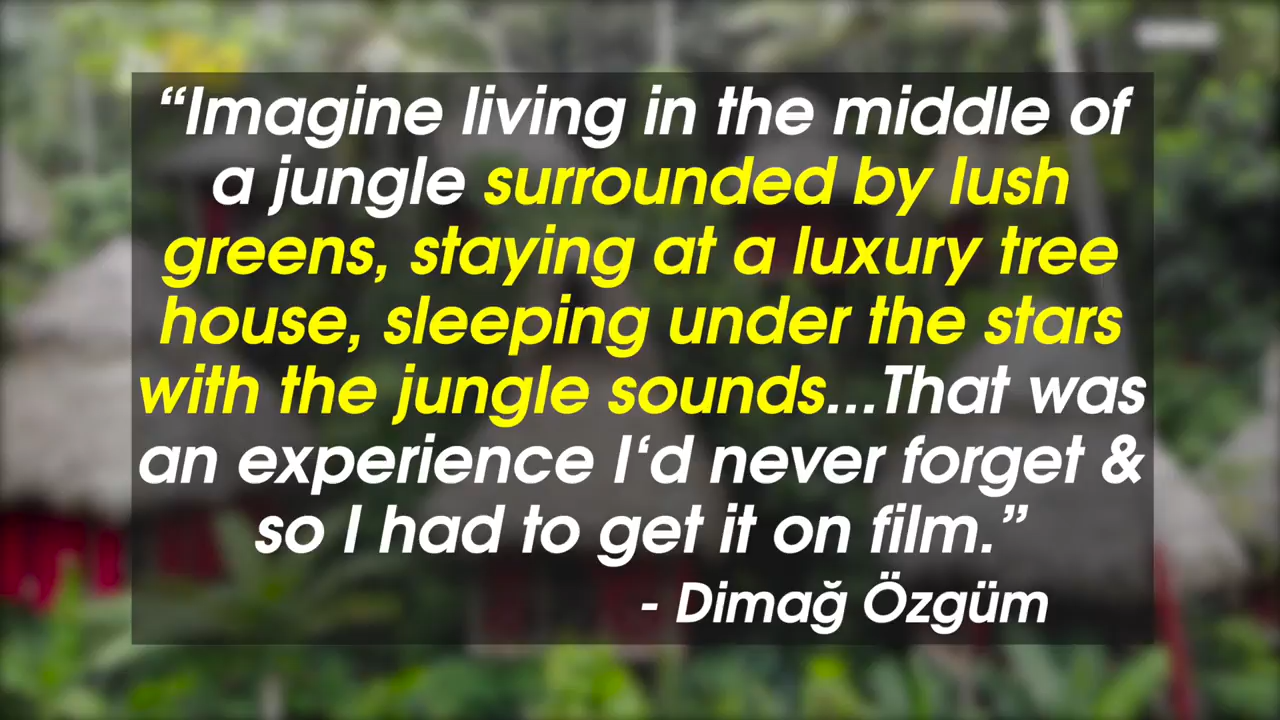 “Imagine living in the middle of
a jungle surrounded by lush
greens, staying at a luxury tree
house, sleeping under the stars
with the jungle sounds...That was
an experience I‘d never forget &
so I had to get it on film.”
- Dimağ Özgüm